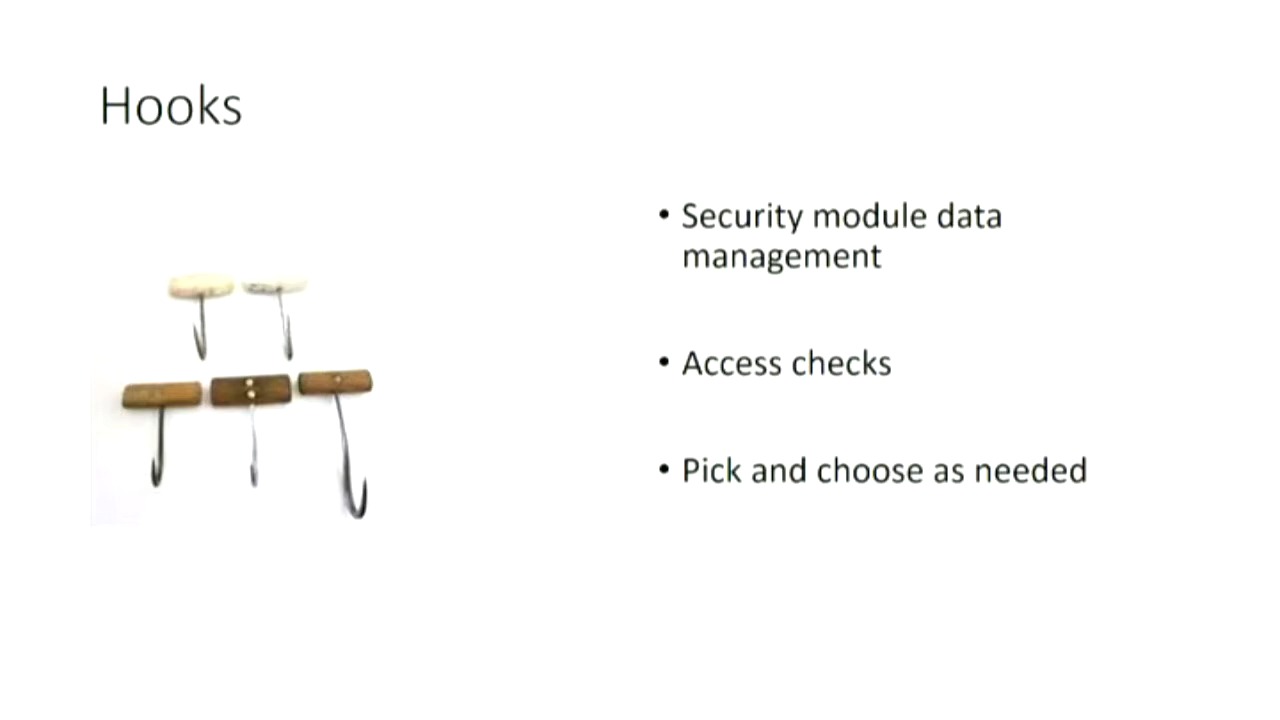 Hooks
• Security module data
management
• Access checks
• Pick and choose as needed